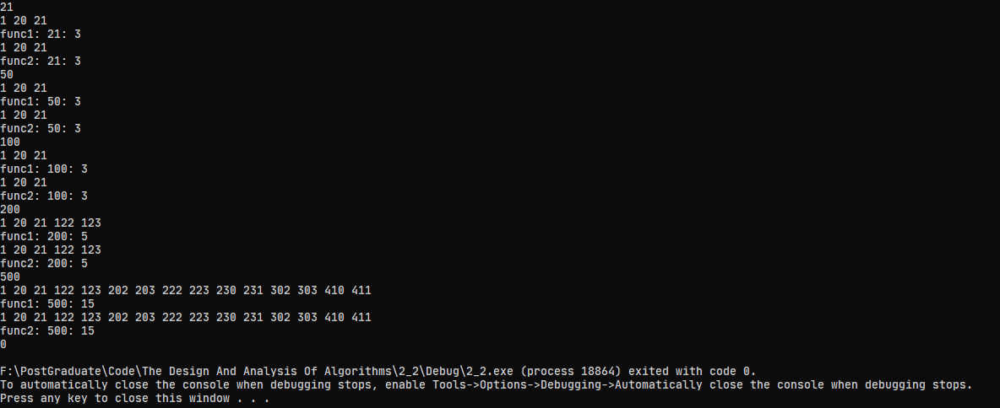 21
1 20 21
func1: 21: 3
1 20 21
func2: 21: 3
50
1 20 21
func1: 50: 3
1 20 21
func2: 50: 3
100
1 20 21
func1: 100: 3
1 20 21
func2: 100: 3
200
1 20 21 122 123
func1: 200: 5
1 20 21 122 123
func2: 200: 5
500
1 20 21 122 123 202 203 222 223 230 231 302 303 410 411
func1: 500: 15
1 20 21 122 123 202 203 222 223 230 231 302 303 410 411
func2: 500: 15
0
F:\PostGraduate\Code\The Design And Analysis Of Algorithms\2_2\Debug\2_2.exe (process 18864) exited with code 0.
To automatically close the console when debugging stops, enable Tools->Options->Debugging->Automatically close the console when debugging stops.
Press any key to close this window . . .